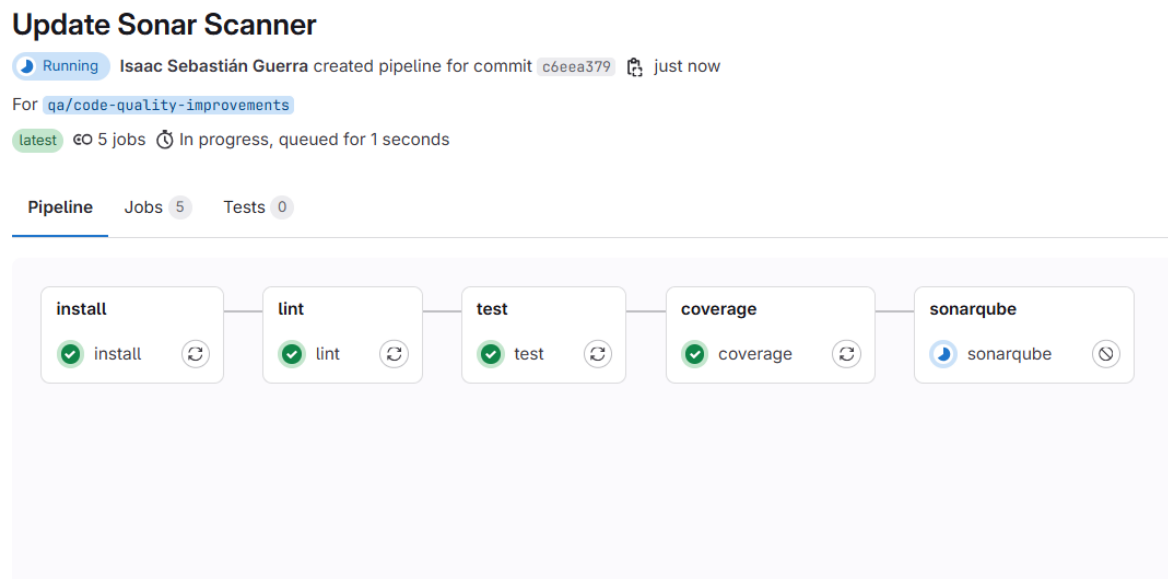 Update Sonar Scanner
Running Isaac Sebastián Guerra created pipeline for commit c6eea379 just now
For qa/code-quality-improvements
latest 5 jobs In progress, queued for 1 seconds
Pipeline Jobs 5 Tests 0
install lint test coverage sonarqube
install lint test coverage sonarqube